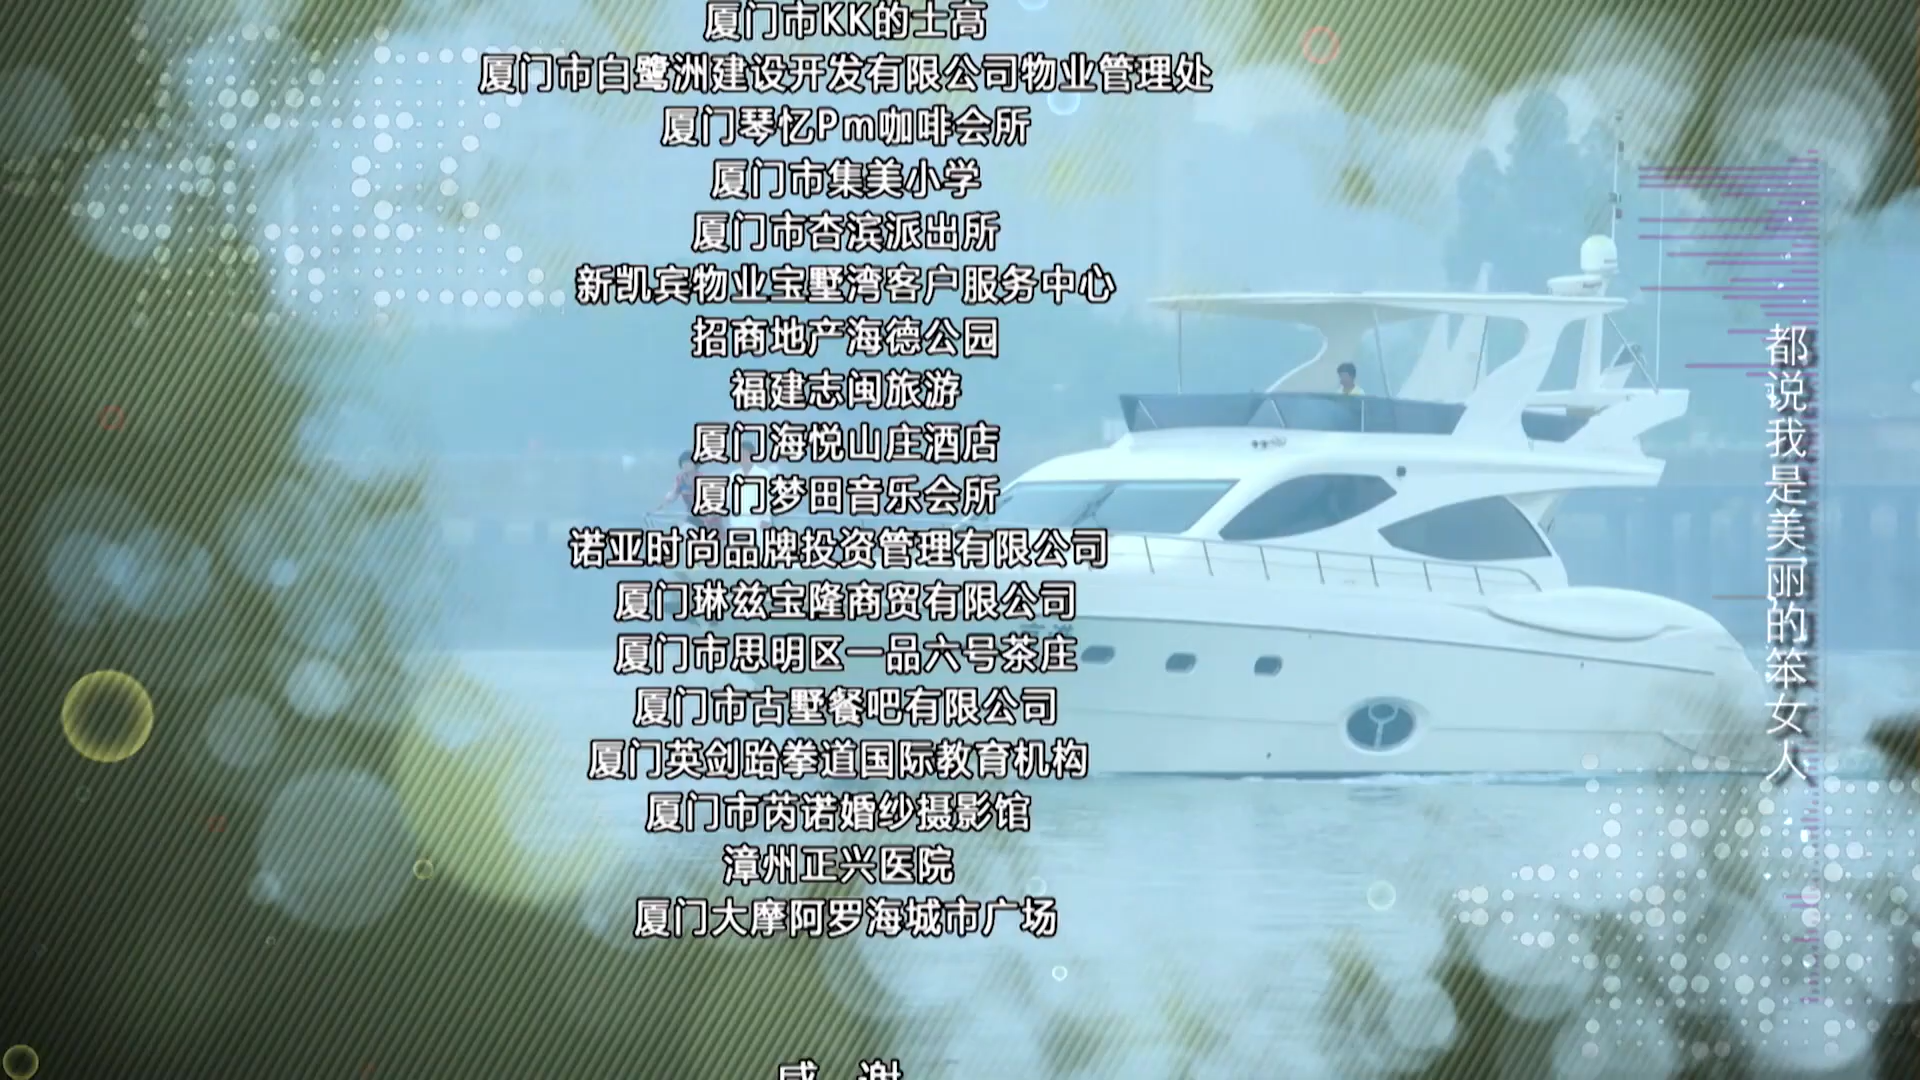 厦门市KK的士高
厦门市白鹭洲建设开发有限公司物业管理处
厦门琴忆Pm咖啡会所
厦门市集美小学
厦门市杏滨派出所
新凯宾物业宝墅湾客户服务中心
招商地产海德公园
福建志闽旅游
厦门海悦山庄酒店
厦门梦田音乐会所
诺亚时尚品牌投资管理有限公司
厦门琳兹宝隆商贸有限公司
厦门市思明区一品六号茶庄
厦门市古墅餐吧有限公司
厦门英剑跆拳道国际教育机构
厦门市芮诺婚纱摄影馆
漳州正兴医院
厦门大摩阿罗海城市广场
感 谢
都说我是美丽的笨女人